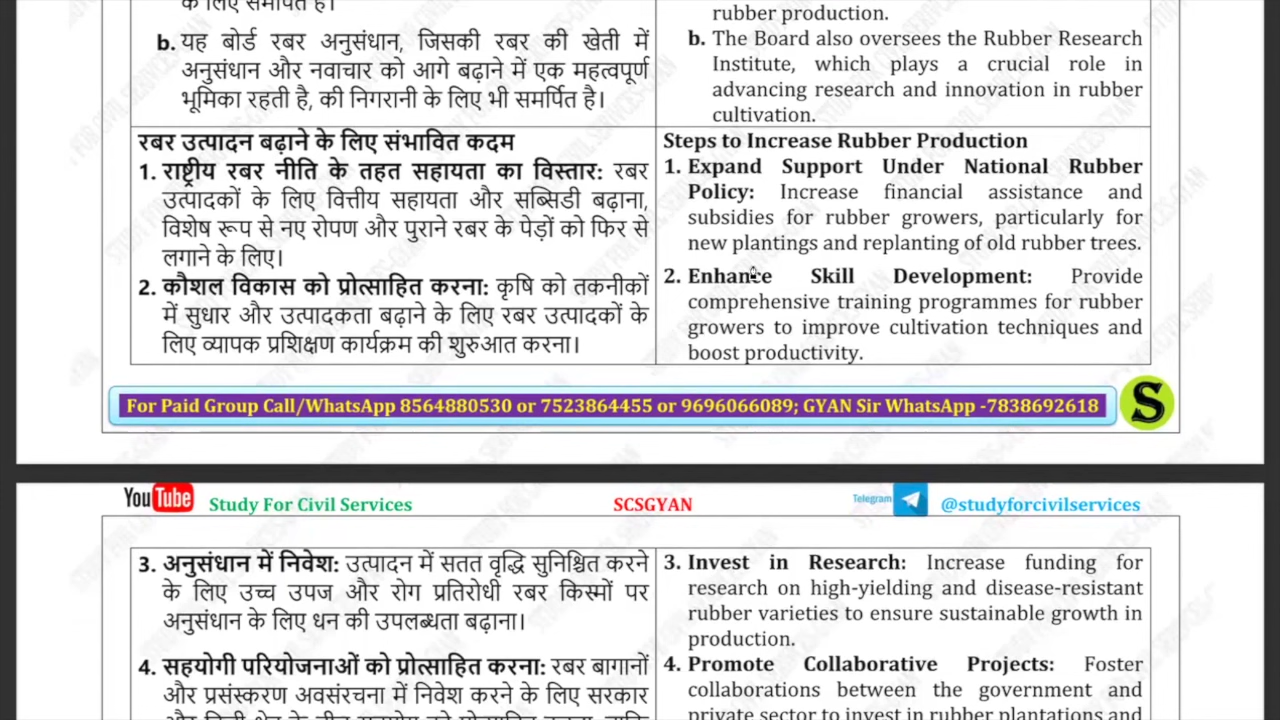 के लिए समर्पित है।
b. यह बोर्ड रबर अनुसंधान, जिसकी रबर की खेती में
अनुसंधान और नवाचार को आगे बढ़ाने में एक महत्वपूर्ण
भूमिका रहती है, की निगरानी के लिए भी समर्पित है।
rubber production.
b. The Board also oversees the Rubber Research
Institute, which plays a crucial role in
advancing research and innovation in rubber
cultivation.
रबर उत्पादन बढ़ाने के लिए संभावित कदम
1. राष्ट्रीय रबर नीति के तहत सहायता का विस्तार: रबर
उत्पादकों के लिए वित्तीय सहायता और सब्सिडी बढ़ाना,
विशेष रूप से नए रोपण और पुराने रबर के पेड़ों को फिर से
लगाने के लिए।
2. कौशल विकास को प्रोत्साहित करना: कृषि को तकनीकों
में सुधार और उत्पादकता बढ़ाने के लिए रबर उत्पादकों के
लिए व्यापक प्रशिक्षण कार्यक्रम की शुरुआत करना।
Steps to Increase Rubber Production
1. Expand Support Under National Rubber
Policy: Increase financial assistance and
subsidies for rubber growers, particularly for
new plantings and replanting of old rubber trees.
2. Enhance Skill Development: Provide
comprehensive training programmes for rubber
growers to improve cultivation techniques and
boost productivity.
For Paid Group Call/WhatsApp 8564880530 or 7523864455 or 9696066089; GYAN Sir WhatsApp -7838692618
S
YouTube Study For Civil Services
SCSGYAN
Telegram @studyforcivilservices
3. अनुसंधान में निवेश: उत्पादन में सतत वृद्धि सुनिश्चित करने
के लिए उच्च उपज और रोग प्रतिरोधी रबर किस्मों पर
अनुसंधान के लिए धन की उपलब्धता बढ़ाना।
4. सहयोगी परियोजनाओं को प्रोत्साहित करना: रबर बागानों
और प्रसंस्करण अवसंरचना में निवेश करने के लिए सरकार
3. Invest in Research: Increase funding for
research on high-yielding and disease-resistant
rubber varieties to ensure sustainable growth in
production.
4. Promote Collaborative Projects: Foster
collaborations between the government and
private sector to invest in rubber plantations and